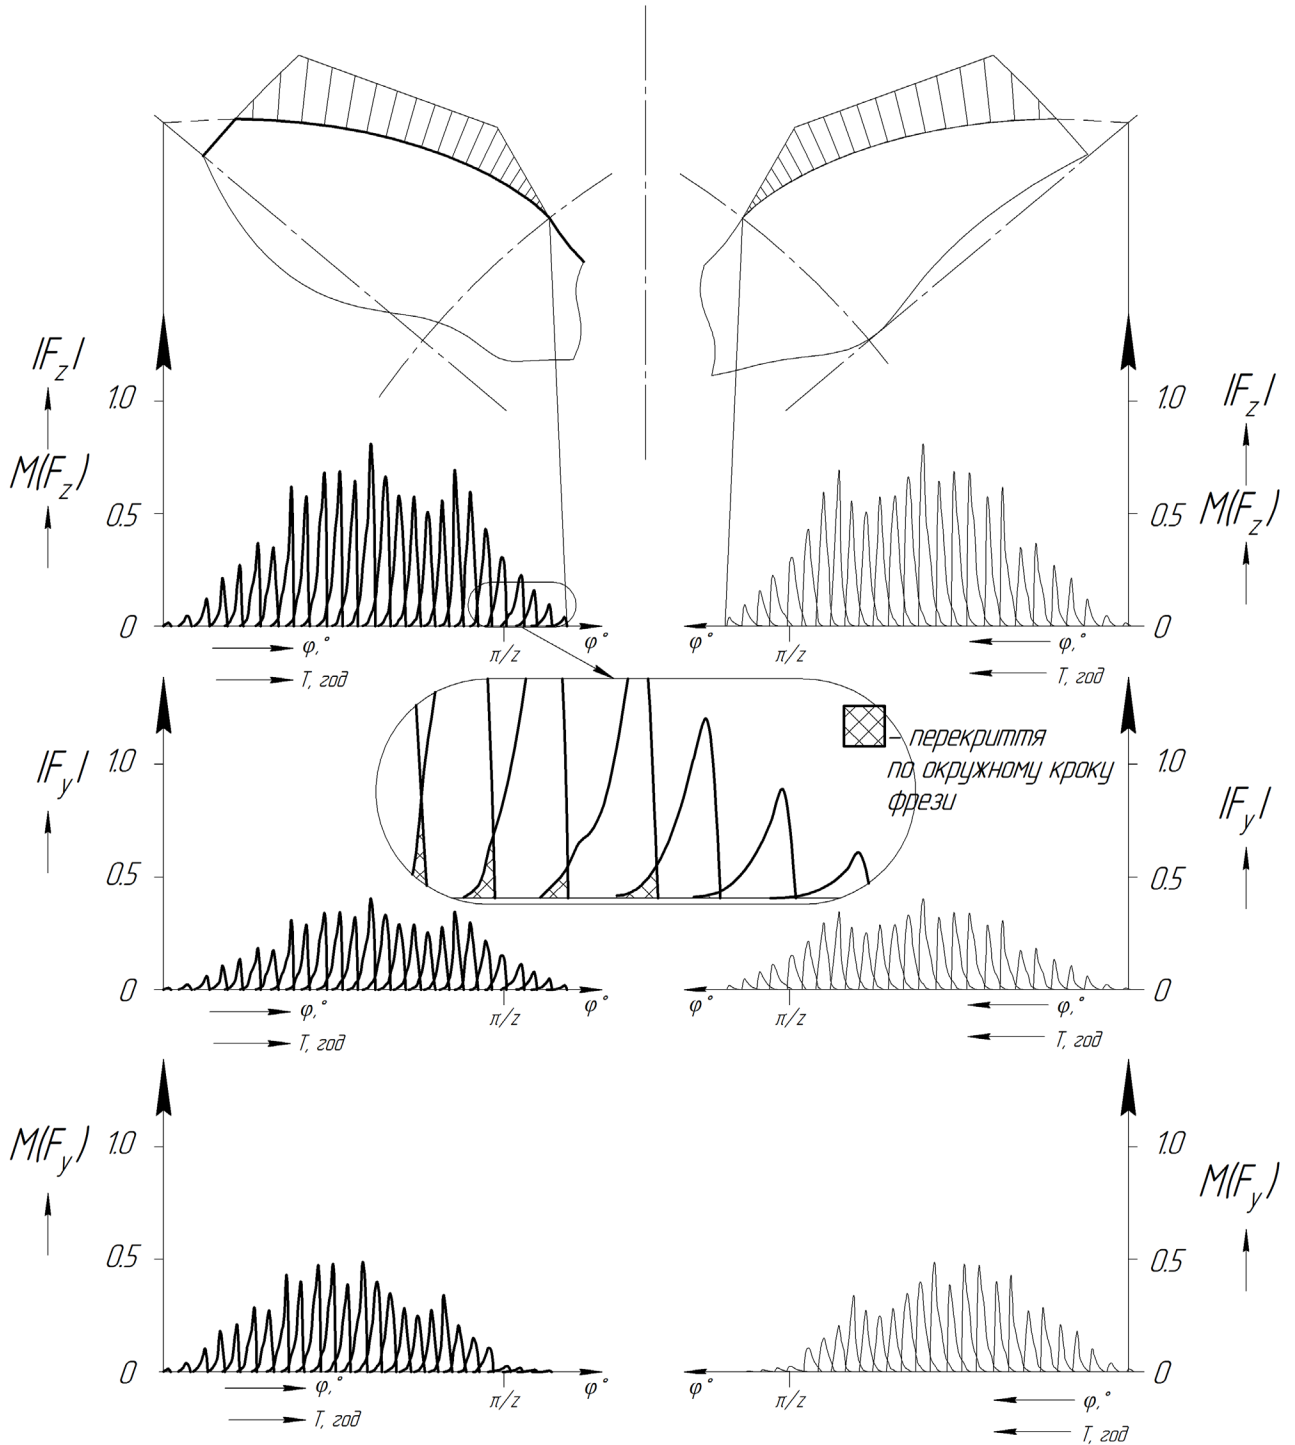 |F_z|
1.0
M(F_z)
0.5
0
φ°
φ,°
π/z
T, год
1.0
|F_z|
0.5
M(F_z)
0
φ°
π/z
φ,°
T, год
|F_y|
1.0
0.5
0
φ°
φ,°
π/z
T, год
– перекриття
по окружному кроку
фрези
1.0
|F_y|
0.5
0
φ°
π/z
φ,°
T, год
M(F_y)
1.0
0.5
0
φ°
φ,°
π/z
T, год
1.0
M(F_y)
0.5
0
φ°
π/z
φ,°
T, год